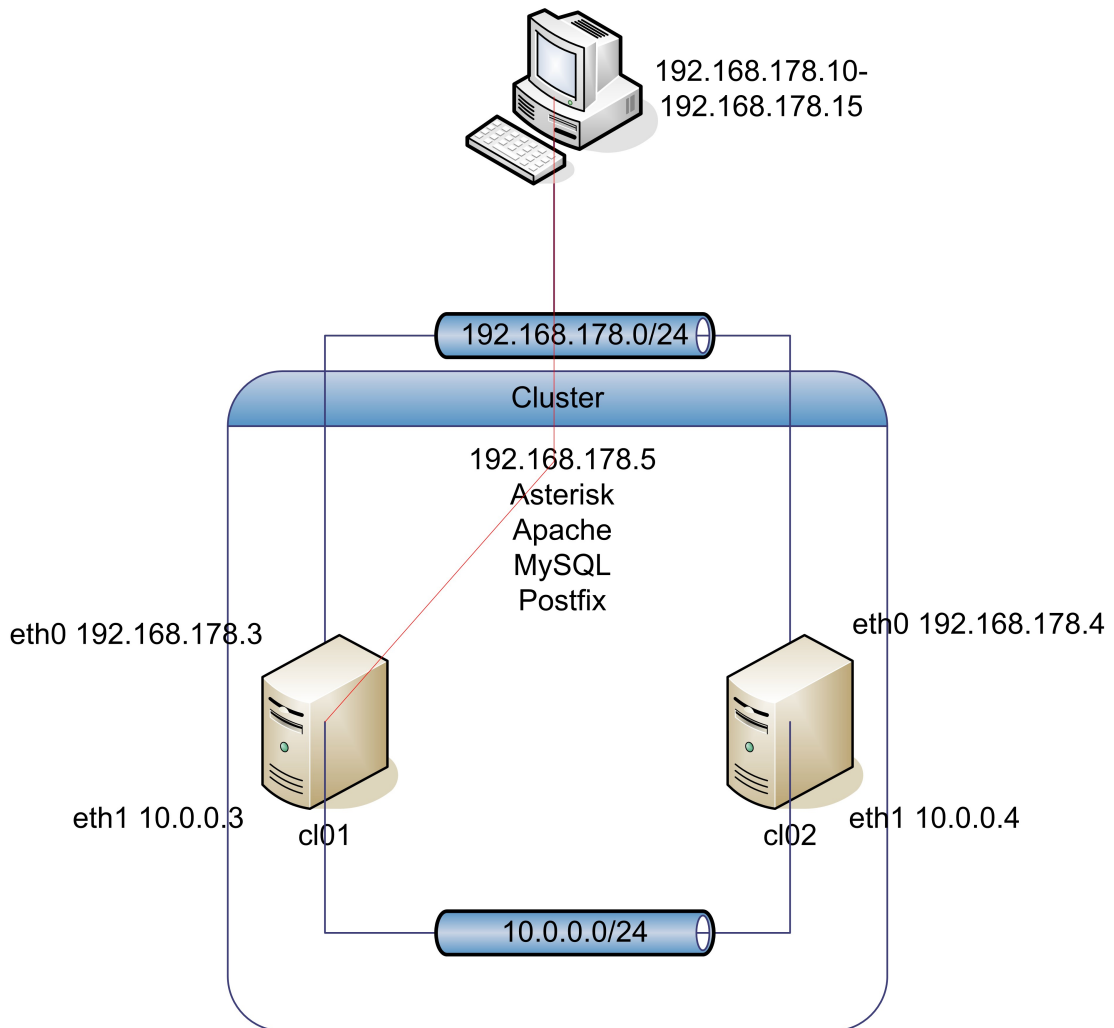 192.168.178.10-
192.168.178.15
192.168.178.0/24
Cluster
192.168.178.5
Asterisk
Apache
MySQL
Postfix
eth0 192.168.178.3
eth0 192.168.178.4
eth1 10.0.0.3
eth1 10.0.0.4
cl01
cl02
10.0.0.0/24